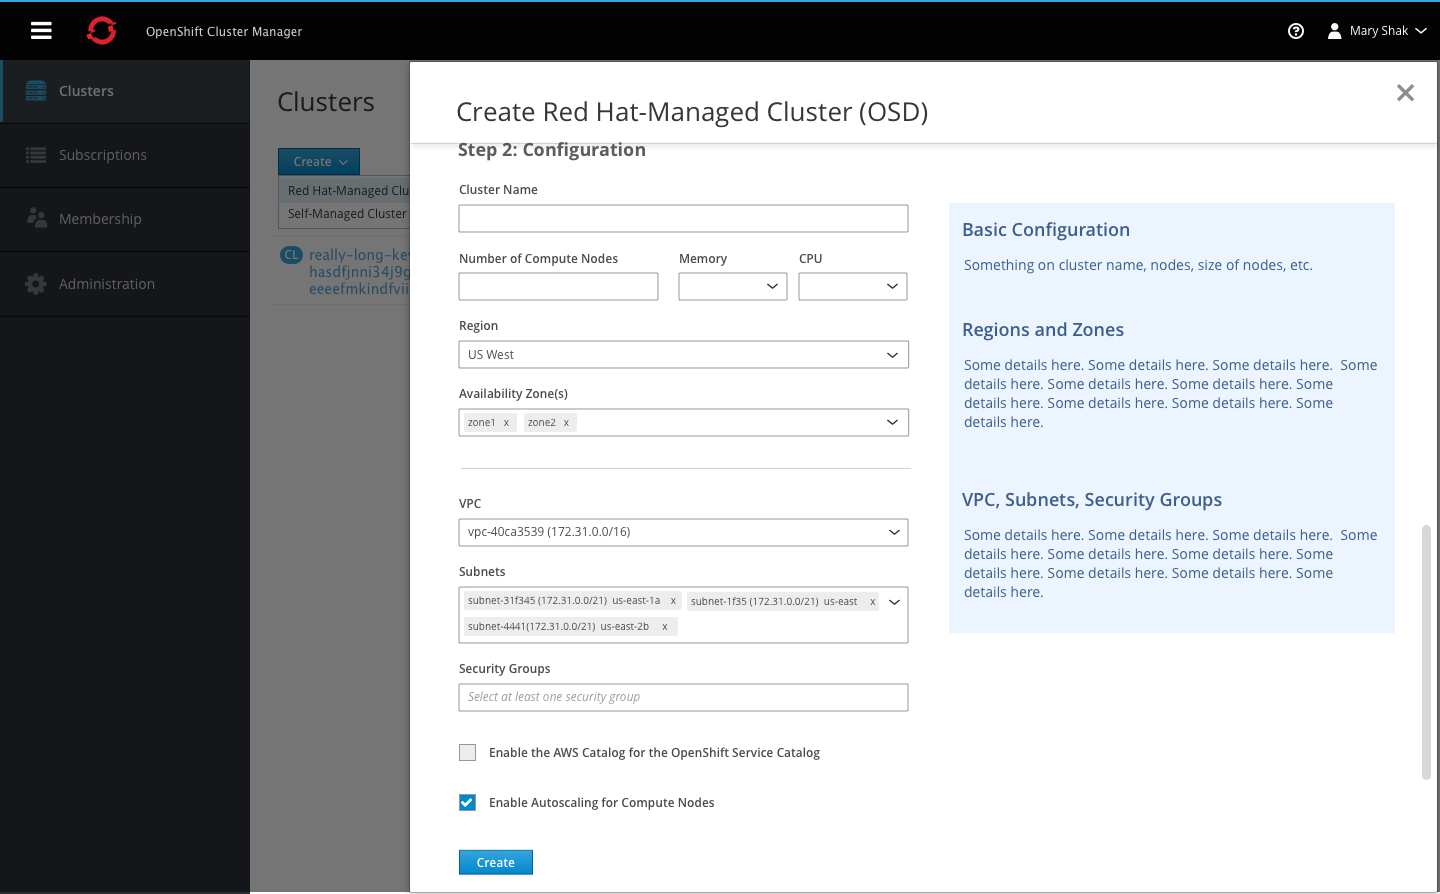 OpenShift Cluster Manager
Mary Shak
Clusters
Subscriptions
Membership
Administration
Clusters
Create
Red Hat-Managed Clu
Self-Managed Cluster
CL
really-long-ke
hasdfjnni34j9g
eeeefmkindfvii
Create Red Hat-Managed Cluster (OSD)
Step 2: Configuration
Cluster Name
Number of Compute Nodes
Memory
CPU
Region
US West
Availability Zone(s)
zone1 x zone2 x
VPC
vpc-40ca3539 (172.31.0.0/16)
Subnets
subnet-31f345 (172.31.0.0/21) us-east-1a x subnet-1f35 (172.31.0.0/21) us-east x
subnet-4441(172.31.0.0/21) us-east-2b x
Security Groups
Select at least one security group
Enable the AWS Catalog for the OpenShift Service Catalog
Enable Autoscaling for Compute Nodes
Create
Basic Configuration
Something on cluster name, nodes, size of nodes, etc.
Regions and Zones
Some details here. Some details here. Some details here. Some
details here. Some details here. Some details here. Some
details here. Some details here. Some details here. Some
details here.
VPC, Subnets, Security Groups
Some details here. Some details here. Some details here. Some
details here. Some details here. Some details here. Some
details here. Some details here. Some details here. Some
details here.